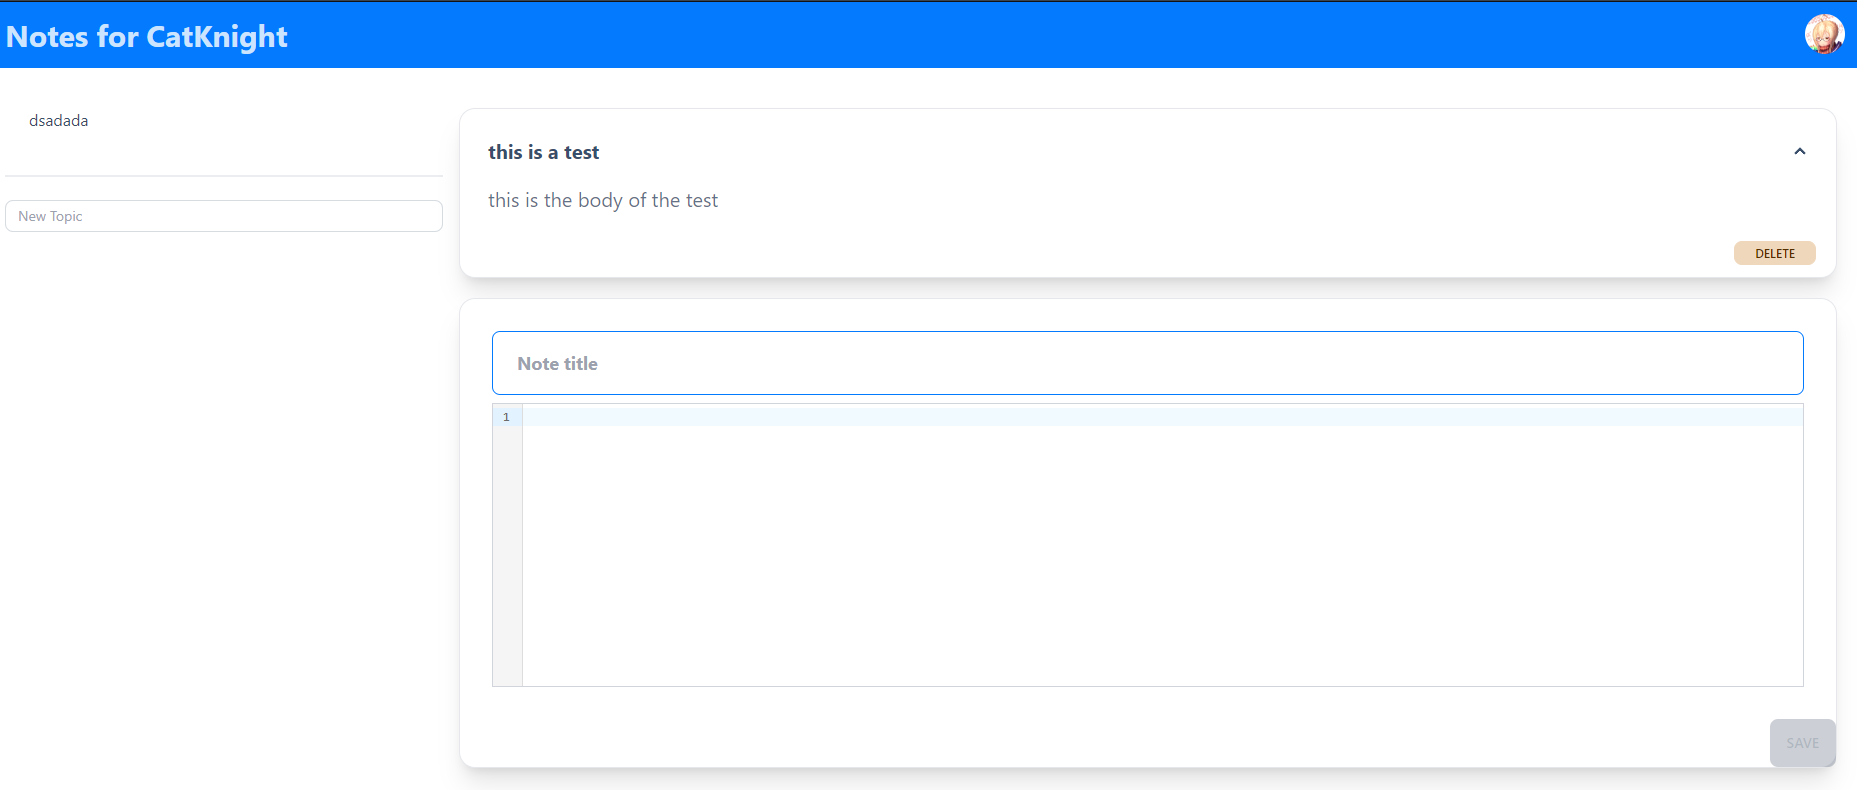 Notes for CatKnight
dsadada
New Topic
this is a test
this is the body of the test
DELETE
Note title
1
SAVE